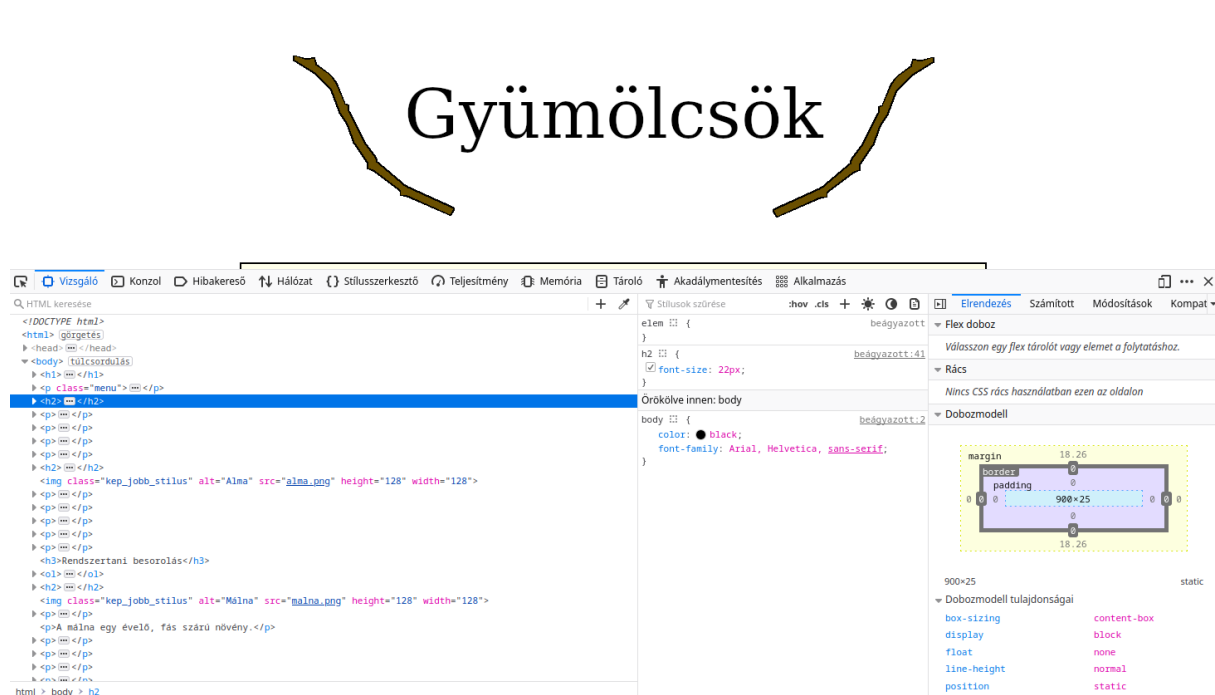 Gyümölcsök
Vizsgáló Konzol Hibakereső Hálózat Stílusszerkesztő Teljesítmény Memória Tároló Akadálymentesítés Alkalmazás
HTML keresése
<!DOCTYPE html>
<html> görgetés
<head> ••• </head>
<body> túlcsordulás
<h1> ••• </h1>
<p class="menu"> ••• </p>
<h2> ••• </h2>
<p> ••• </p>
<p> ••• </p>
<p> ••• </p>
<p> ••• </p>
<h2> ••• </h2>
<img class="kep_jobb_stilus" alt="Alma" src="alma.png" height="128" width="128">
<p> ••• </p>
<p> ••• </p>
<p> ••• </p>
<p> ••• </p>
<p> ••• </p>
<h3>Rendszertani besorolás</h3>
<ol> ••• </ol>
<h2> ••• </h2>
<img class="kep_jobb_stilus" alt="Málna" src="malna.png" height="128" width="128">
<p> ••• </p>
<p>A málna egy évelő, fás szárú növény.</p>
<p> ••• </p>
<p> ••• </p>
<p> ••• </p>
<p> ••• </p>
html > body > h2
Stílusok szűrése :hov .cls
elem { beágyazott
}
h2 { beágyazott:41
font-size: 22px;
}
Örökölve innen: body
body { beágyazott:2
color: black;
font-family: Arial, Helvetica, sans-serif;
}
Elrendezés Számított Módosítások Kompat
Flex doboz
Válasszon egy flex tárolót vagy elemet a folytatáshoz.
Rács
Nincs CSS rács használatban ezen az oldalon
Dobozmodell
margin 18.26
border 0
padding 0
0 0 0 900×25 0 0 0
0
0
18.26
900×25 static
Dobozmodell tulajdonságai
box-sizing content-box
display block
float none
line-height normal
position static